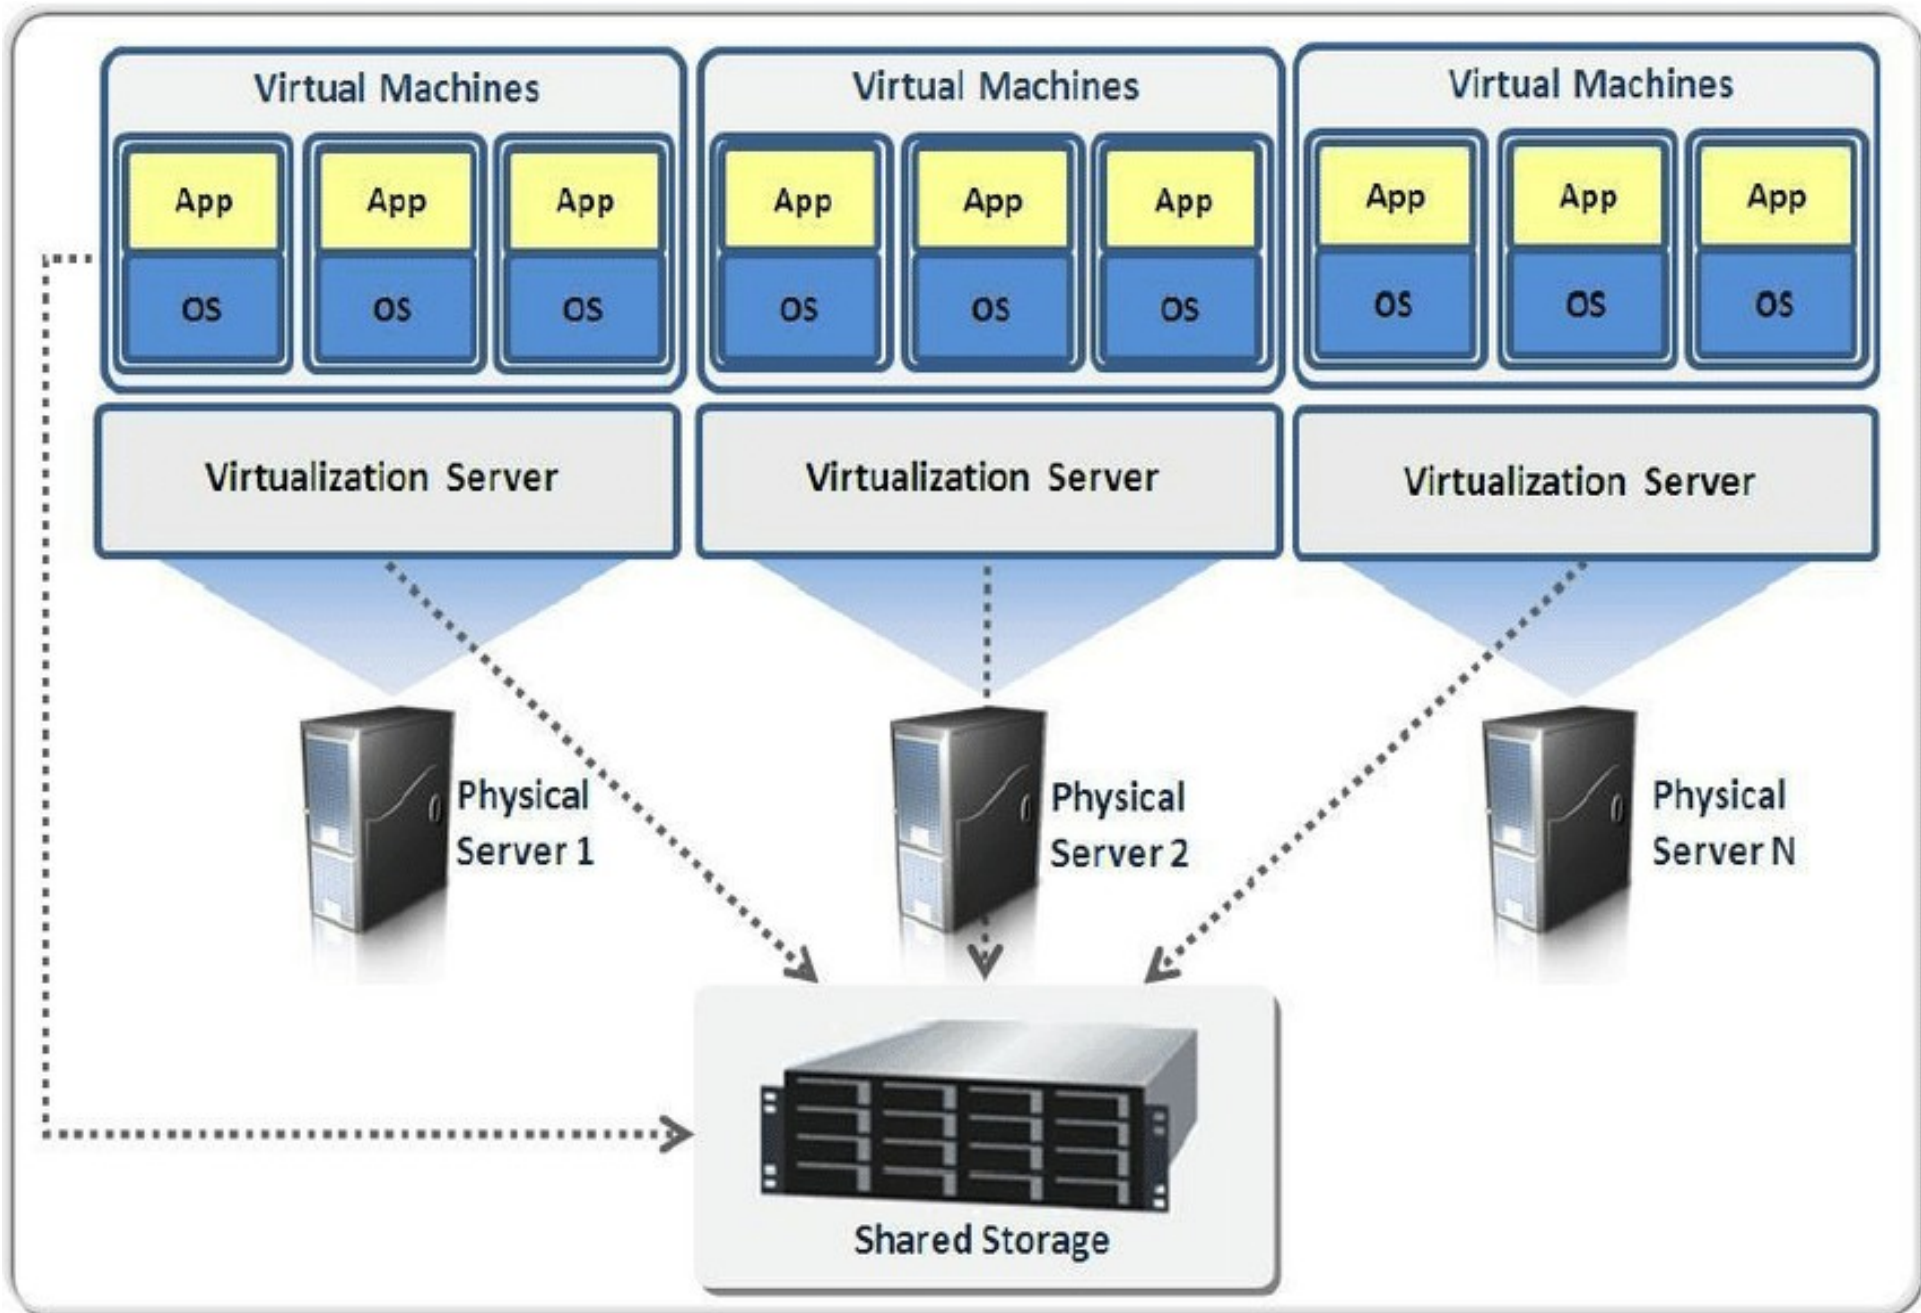 Virtual Machines
Virtual Machines
Virtual Machines
App
App
App
App
App
App
App
App
App
OS
OS
OS
OS
OS
OS
OS
OS
OS
Virtualization Server
Virtualization Server
Virtualization Server
Physical
Server 1
Physical
Server 2
Physical
Server N
Shared Storage